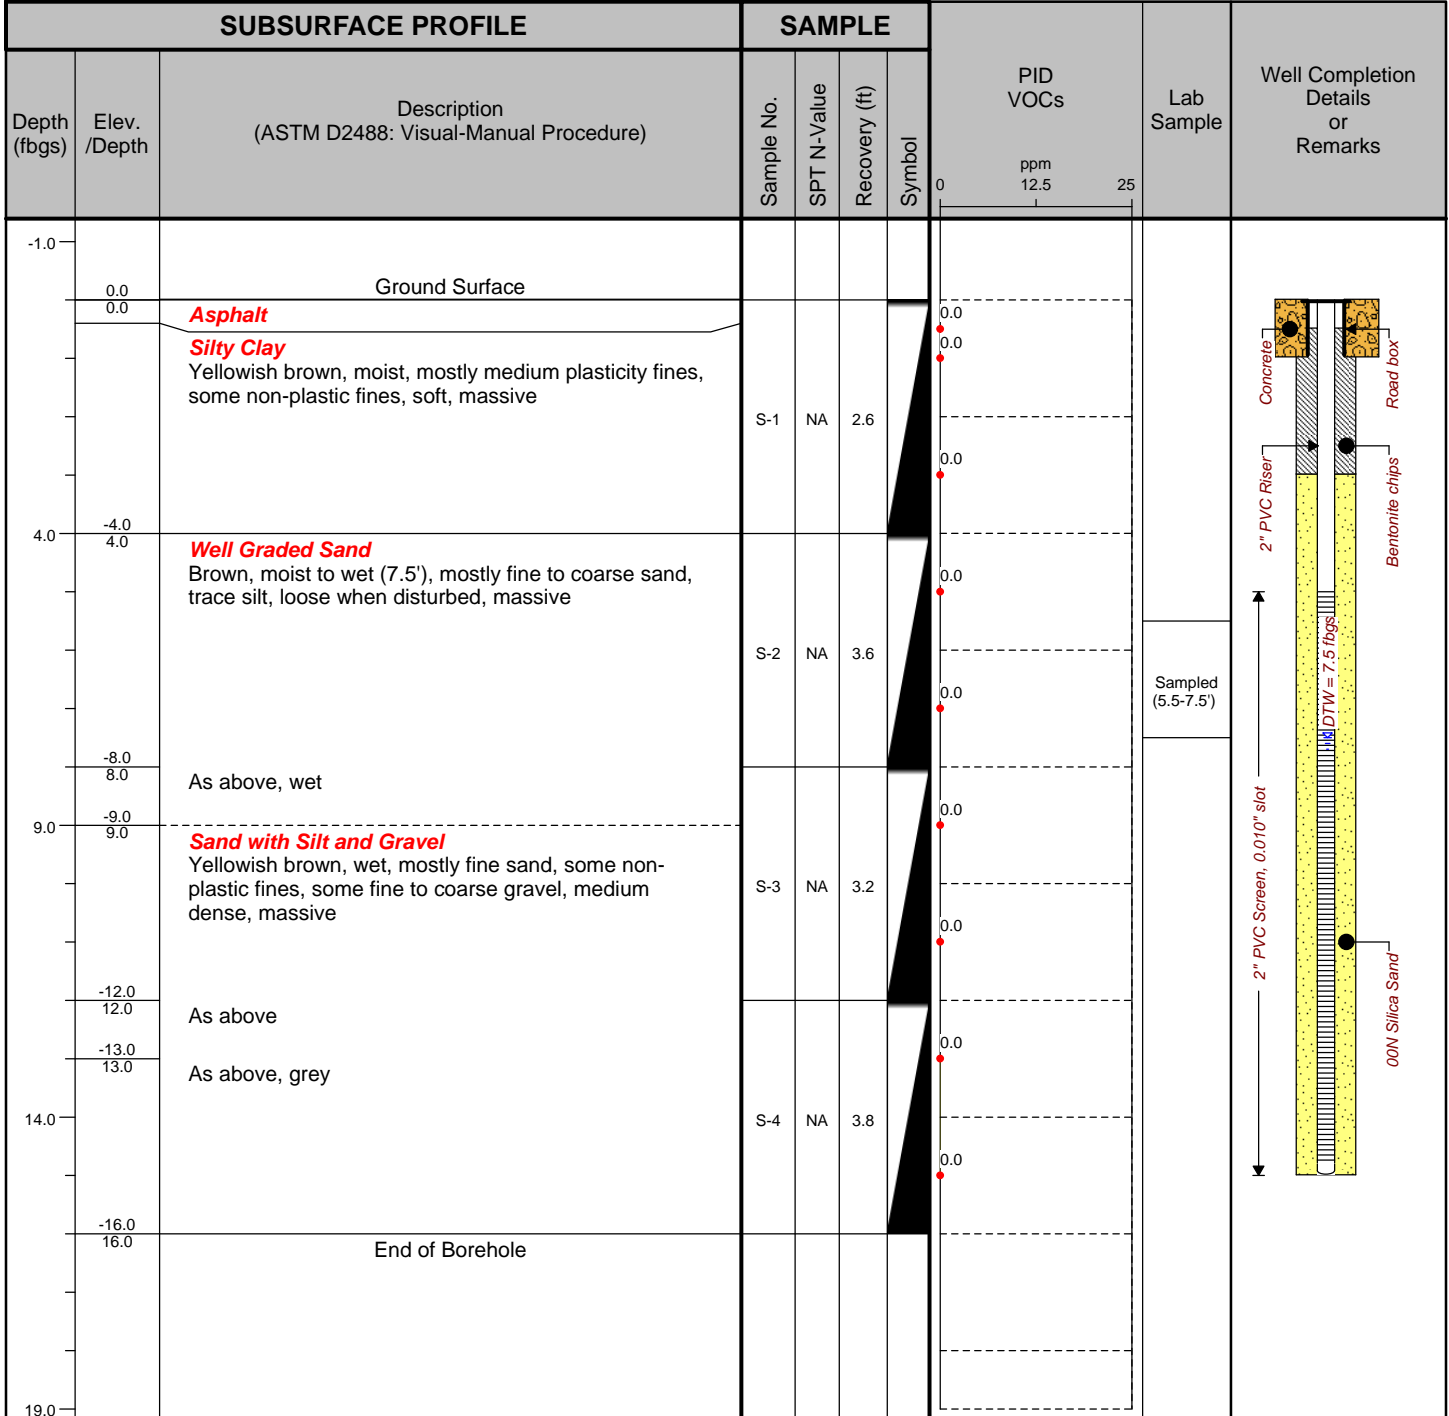 SUBSURFACE PROFILE
SAMPLE
Depth
(fbgs)
Elev.
/Depth
Description
(ASTM D2488: Visual-Manual Procedure)
Sample No.
SPT N-Value
Recovery (ft)
Symbol
PID
VOCs
ppm
0 12.5 25
Lab
Sample
Well Completion
Details
or
Remarks
-1.0
Ground Surface
0.0
0.0
Asphalt
0.0
Silty Clay
0.0
Yellowish brown, moist, mostly medium plasticity fines,
some non-plastic fines, soft, massive
S-1 NA 2.6
0.0
Concrete
Road box
2" PVC Riser
Bentonite chips
4.0
-4.0
4.0
Well Graded Sand
Brown, moist to wet (7.5'), mostly fine to coarse sand,
trace silt, loose when disturbed, massive
0.0
S-2 NA 3.6
0.0
Sampled
(5.5-7.5')
DTW = 7.5 fbgs
-8.0
8.0
As above, wet
0.0
9.0
-9.0
9.0
Sand with Silt and Gravel
Yellowish brown, wet, mostly fine sand, some non-
plastic fines, some fine to coarse gravel, medium
dense, massive
S-3 NA 3.2
0.0
2" PVC Screen, 0.010" slot
00N Silica Sand
-12.0
12.0
As above
-13.0
13.0
As above, grey
0.0
14.0
S-4 NA 3.8
0.0
-16.0
16.0
End of Borehole
19.0